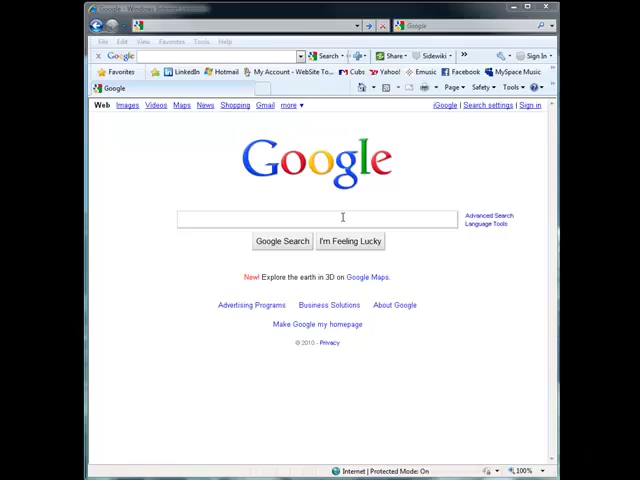 Google - Windows Internet
Google
File Edit View Favorites Tools Help
Google Search Share Sidewiki Sign In
Favorites LinkedIn Hotmail My Account - WebSite To... Cubs Yahoo! Emusic Facebook MySpace Music
Google Page Safety Tools
Web Images Videos Maps News Shopping Gmail more iGoogle | Search settings | Sign in
Google
Advanced Search
Language Tools
Google Search I'm Feeling Lucky
New! Explore the earth in 3D on Google Maps.
Advertising Programs Business Solutions About Google
Make Google my homepage
© 2010 - Privacy
Internet | Protected Mode: On 100%